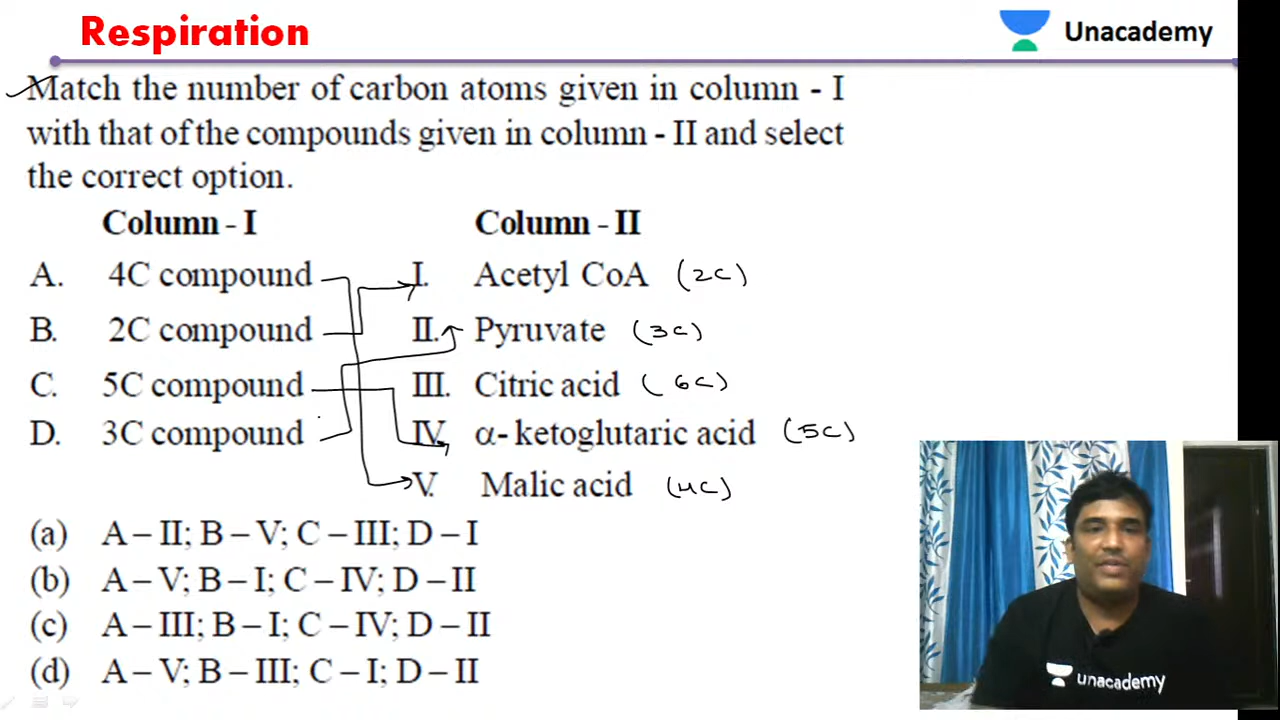 Respiration
Unacademy
Match the number of carbon atoms given in column - I
with that of the compounds given in column - II and select
the correct option.
Column - I Column - II
A. 4C compound I. Acetyl CoA (2C)
B. 2C compound II. Pyruvate (3C)
C. 5C compound III. Citric acid (6C)
D. 3C compound IV. α- ketoglutaric acid (5C)
V. Malic acid (4C)
(a) A – II; B – V; C – III; D – I
(b) A – V; B – I; C – IV; D – II
(c) A – III; B – I; C – IV; D – II
(d) A – V; B – III; C – I; D – II
unacademy